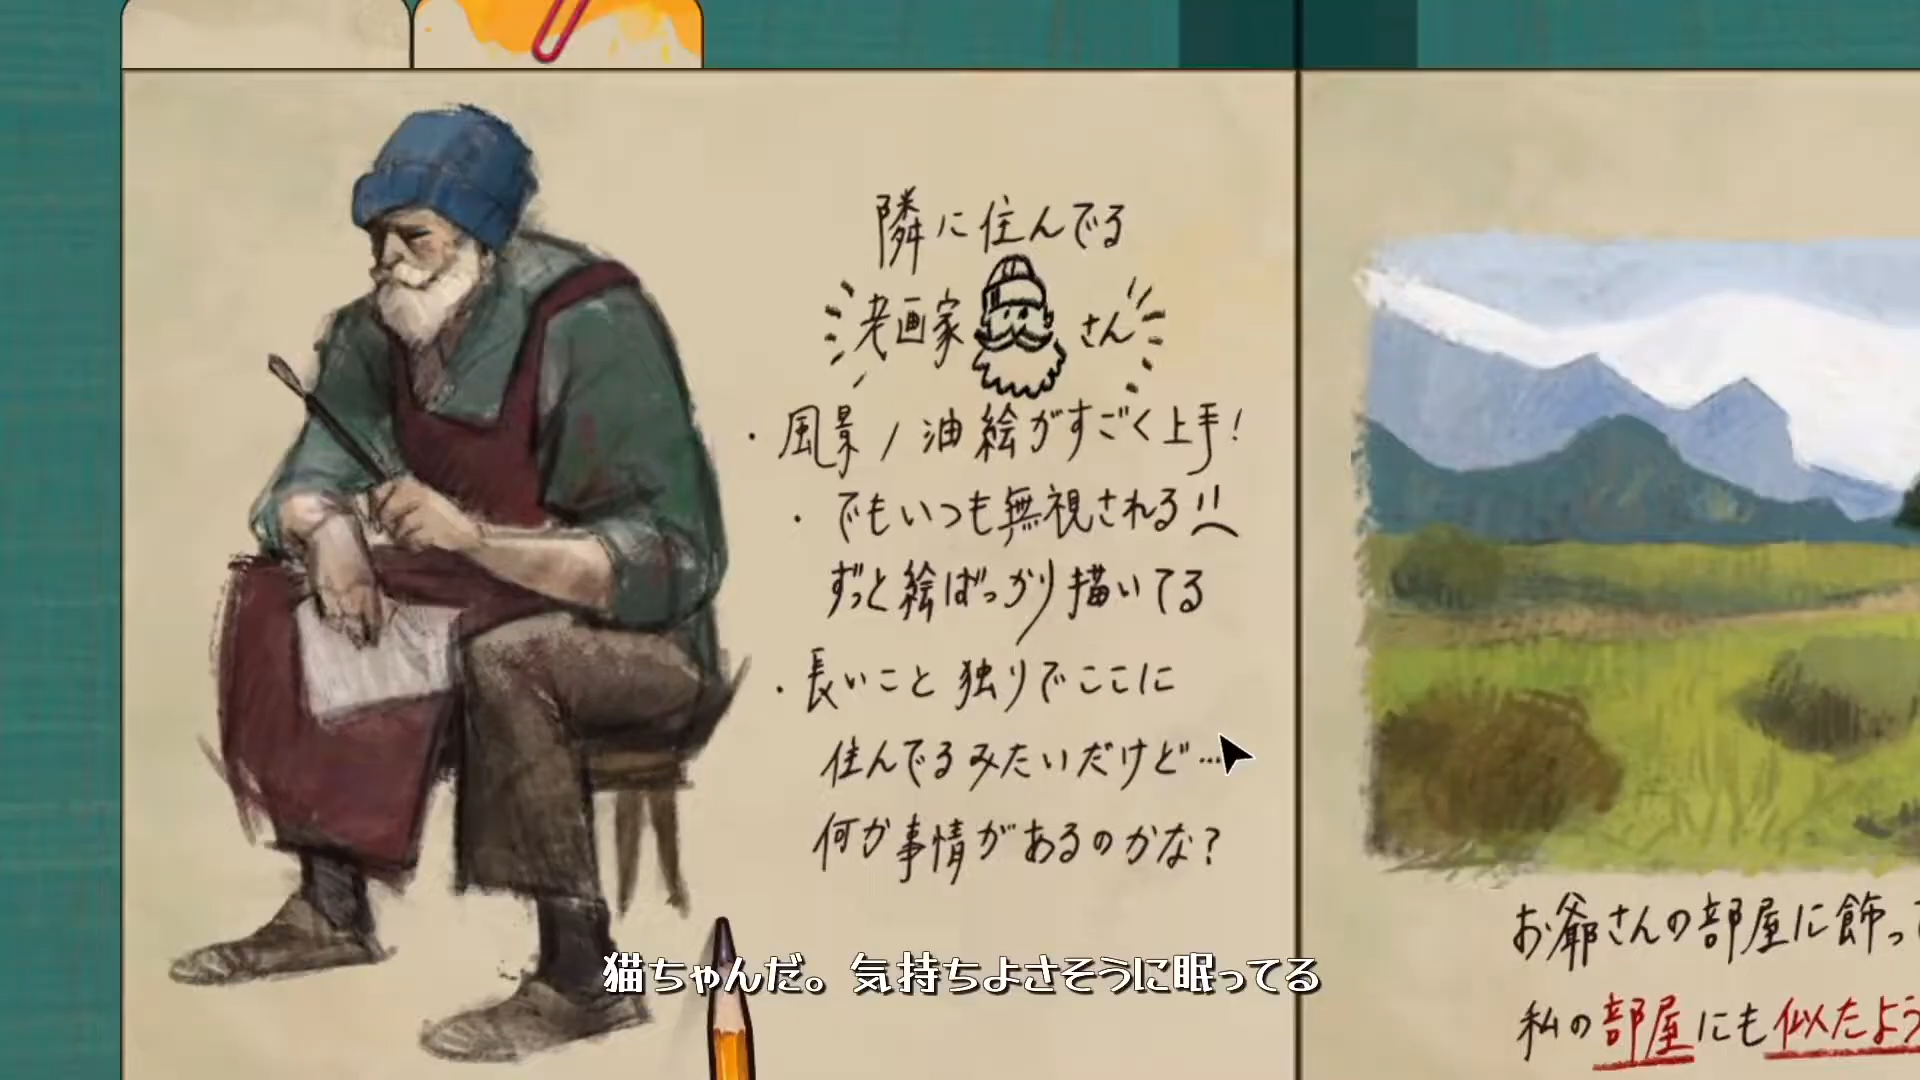 隣に住んでる
老画家さん
・風景/油絵がすごく上手!
・でもいつも無視される
ずっと絵ばっかり描いてる
・長いこと独りでここに
住んでるみたいだけど…
何か事情があるのかな?
お爺さんの部屋に飾っ
私の部屋にも似たよう
猫ちゃんだ。気持ちよさそうに眠ってる